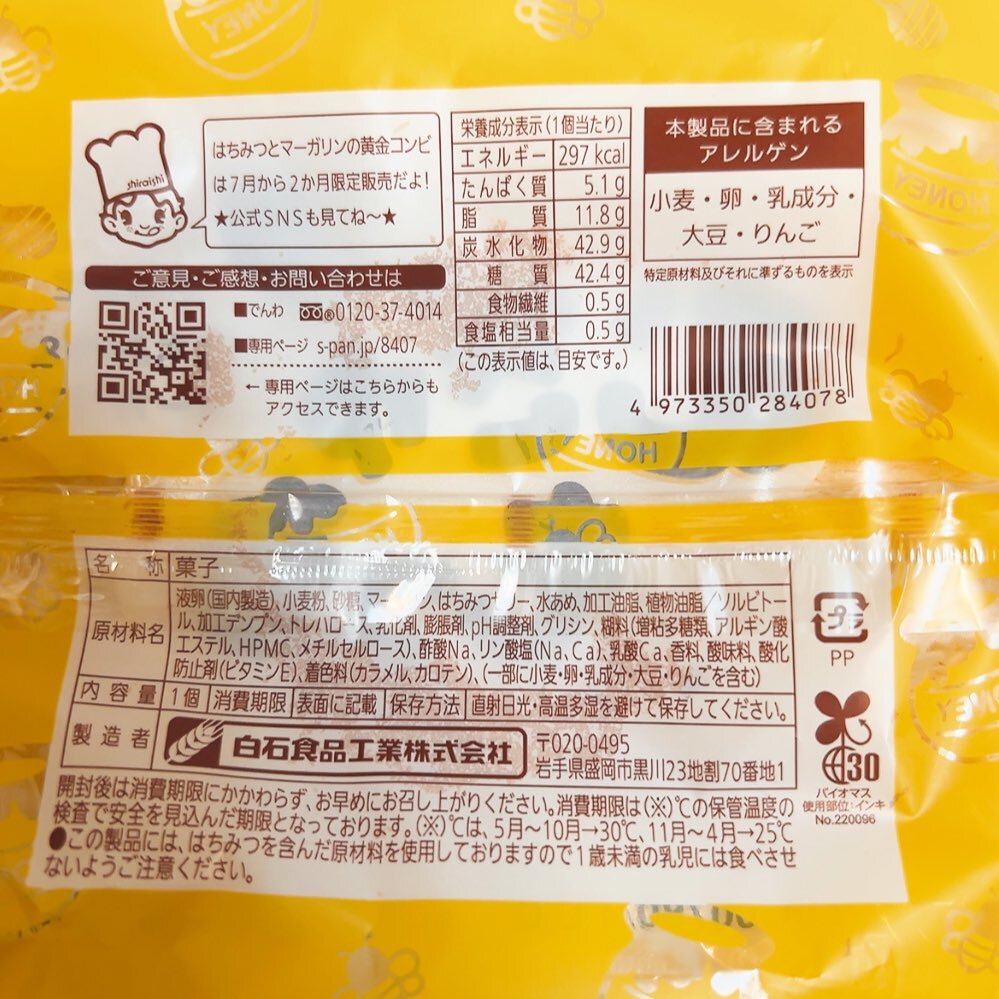 HONEY
HONEY
shiraishi
はちみつとマーガリンの黄金コンビ
は7月から2か月限定販売だよ!
★公式SNSも見てね〜★
ご意見・ご感想・お問い合わせは
■でんわ 0120-37-4014
■専用ページ s-pan.jp/8407
← 専用ページはこちらからも
アクセスできます。
栄養成分表示(1個当たり)
エネルギー 297 kcal
たんぱく質 5.1g
脂質 11.8g
炭水化物 42.9g
糖質 42.4g
食物繊維 0.5g
食塩相当量 0.5g
(この表示値は、目安です。)
本製品に含まれる
アレルゲン
小麦・卵・乳成分・
大豆・りんご
特定原材料及びそれに準ずるものを表示
4 973350 284078
HONEY
名称 菓子
原材料名 液卵(国内製造)、小麦粉、砂糖、はちみつゼリー、水あめ、加工油脂、植物油脂/ソルビトー
ル、加工デンプン、トレハロース、乳化剤、膨脹剤、pH調整剤、グリシン、糊料(増粘多糖類、アルギン酸
エステル、HPMC、メチルセルロース)、酢酸Na、リン酸塩(Na、Ca)、乳酸Ca、香料、酸味料、酸化
防止剤(ビタミンE)、着色料(カラメル、カロテン)、(一部に小麦・卵・乳成分・大豆・りんごを含む)
内容量 1個 消費期限 表面に記載 保存方法 直射日光・高温多湿を避けて保存してください。
製造者 白石食品工業株式会社 〒020-0495
岩手県盛岡市黒川23地割70番地1
プラ
PP
30
バイオマス
使用部位:インキ
No.220096
開封後は消費期限にかかわらず、お早めにお召し上がりください。消費期限は(※)℃の保管温度の
検査で安全を見込んだ期限となっております。(※)℃は、5月〜10月→30℃、11月〜4月→25℃
●この製品には、はちみつを含んだ原材料を使用しておりますので1歳未満の乳児には食べさせ
ないようご注意ください。